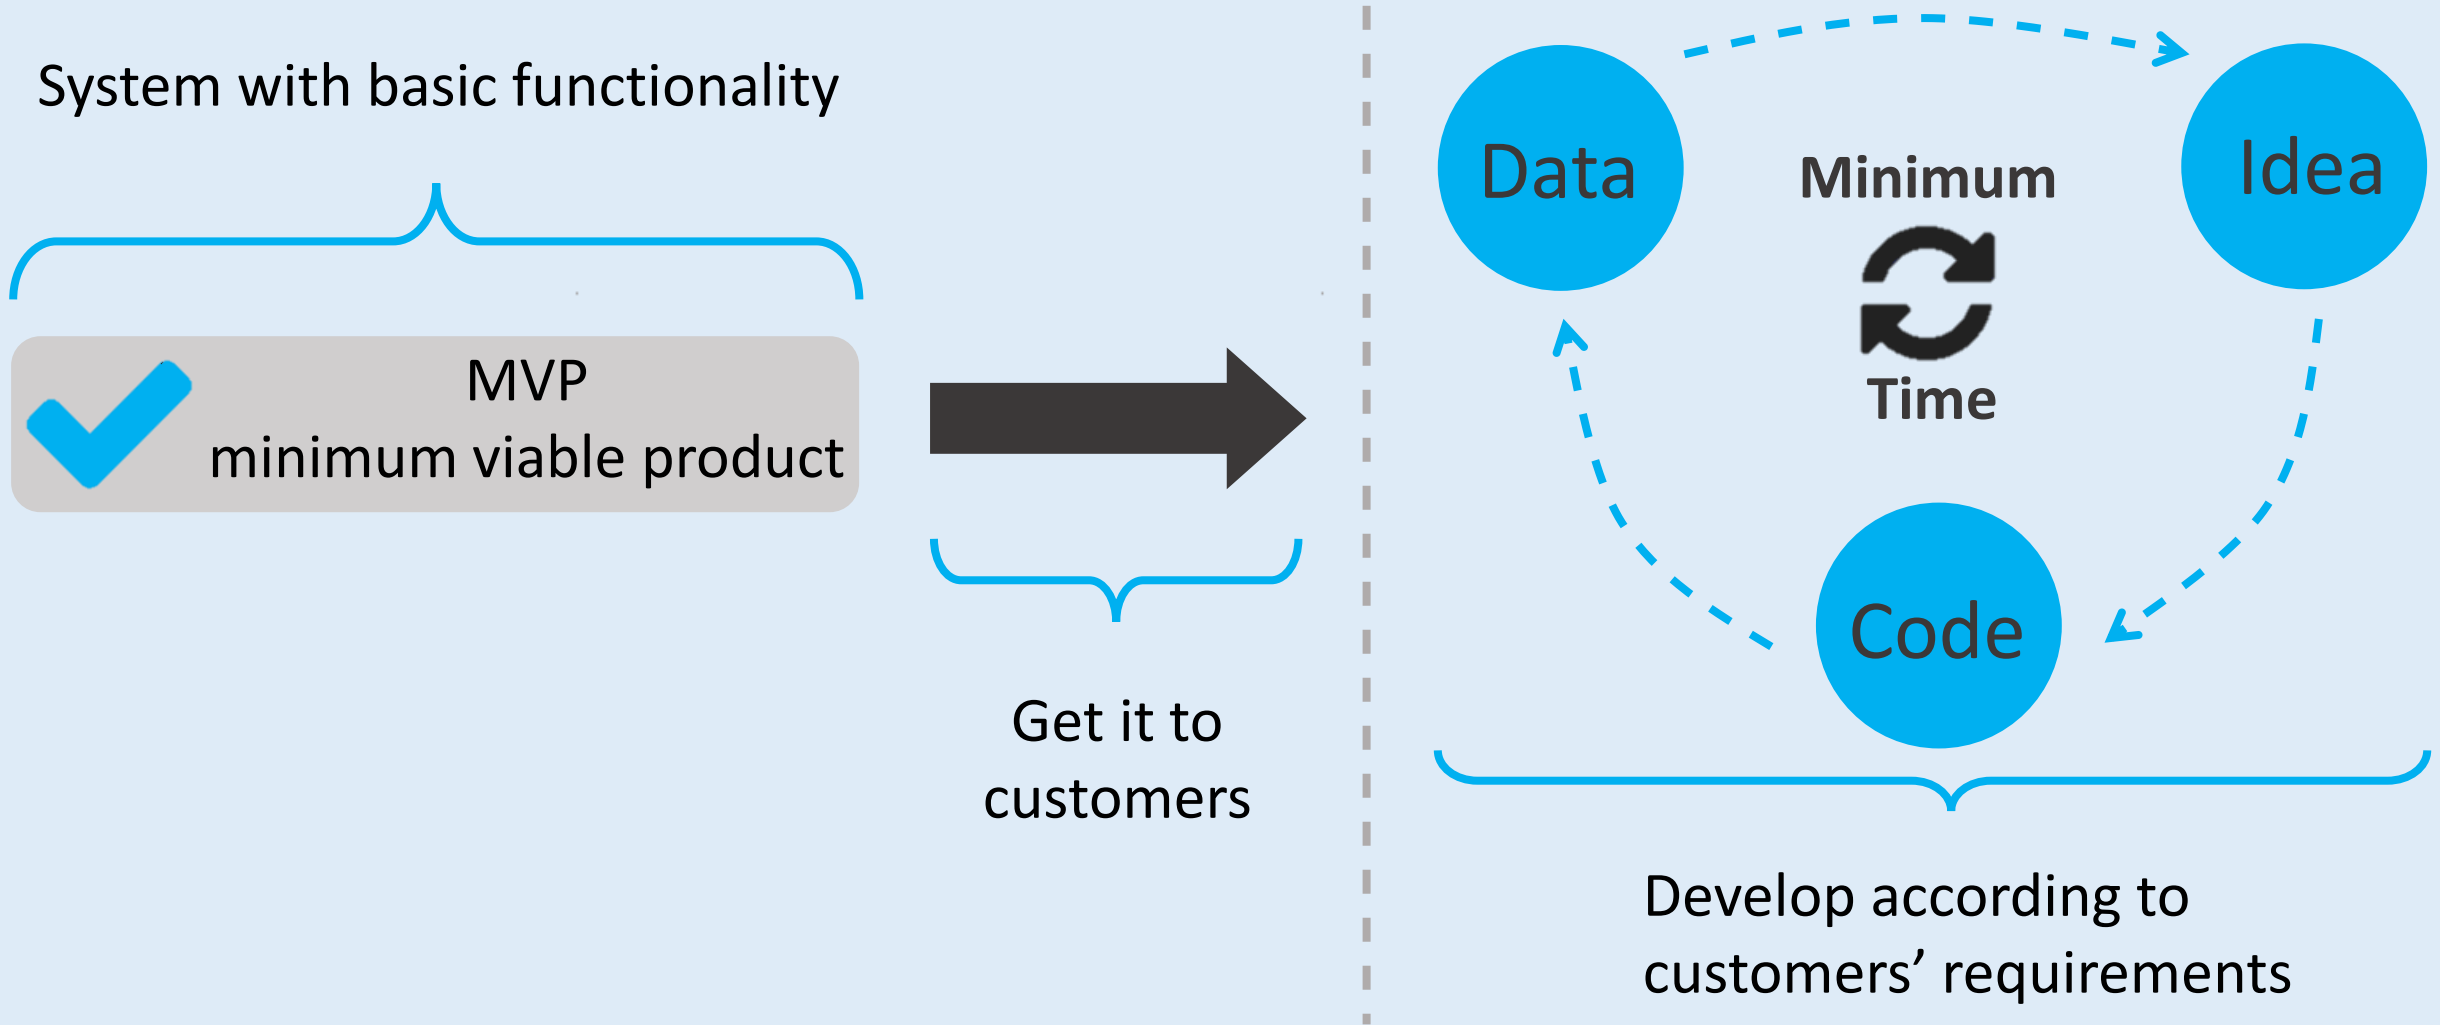 System with basic functionality
MVP
minimum viable product
Get it to
customers
Data
Idea
Minimum
Time
Code
Develop according to
customers’ requirements